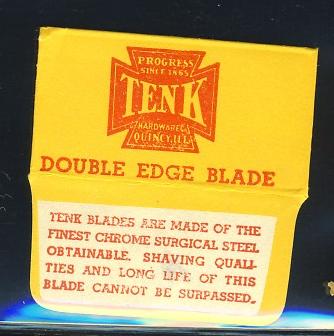 PROGRESS
SINCE 1865
TENK
HARDWARE Co
QUINCY, ILL.
DOUBLE EDGE BLADE
TENK BLADES ARE MADE OF THE
FINEST CHROME SURGICAL STEEL
OBTAINABLE. SHAVING QUALI-
TIES AND LONG LIFE OF THIS
BLADE CANNOT BE SURPASSED.